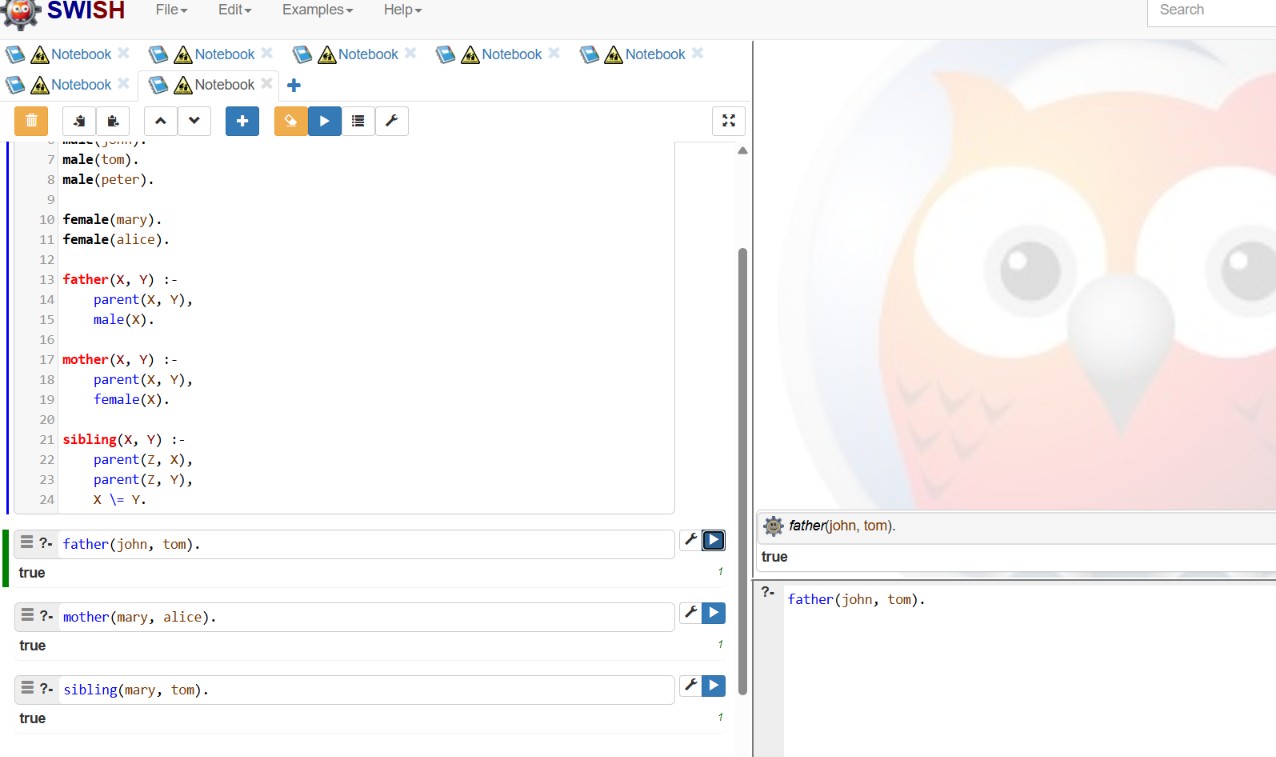 SWISH File Edit Examples Help Search
Notebook Notebook Notebook Notebook Notebook
Notebook Notebook
6 male(john).
7 male(tom).
8 male(peter).
9
10 female(mary).
11 female(alice).
12
13 father(X, Y) :-
14 parent(X, Y),
15 male(X).
16
17 mother(X, Y) :-
18 parent(X, Y),
19 female(X).
20
21 sibling(X, Y) :-
22 parent(Z, X),
23 parent(Z, Y),
24 X \= Y.
?- father(john, tom).
true 1
?- mother(mary, alice).
true 1
?- sibling(mary, tom).
true 1
father(john, tom).
true
?- father(john, tom).